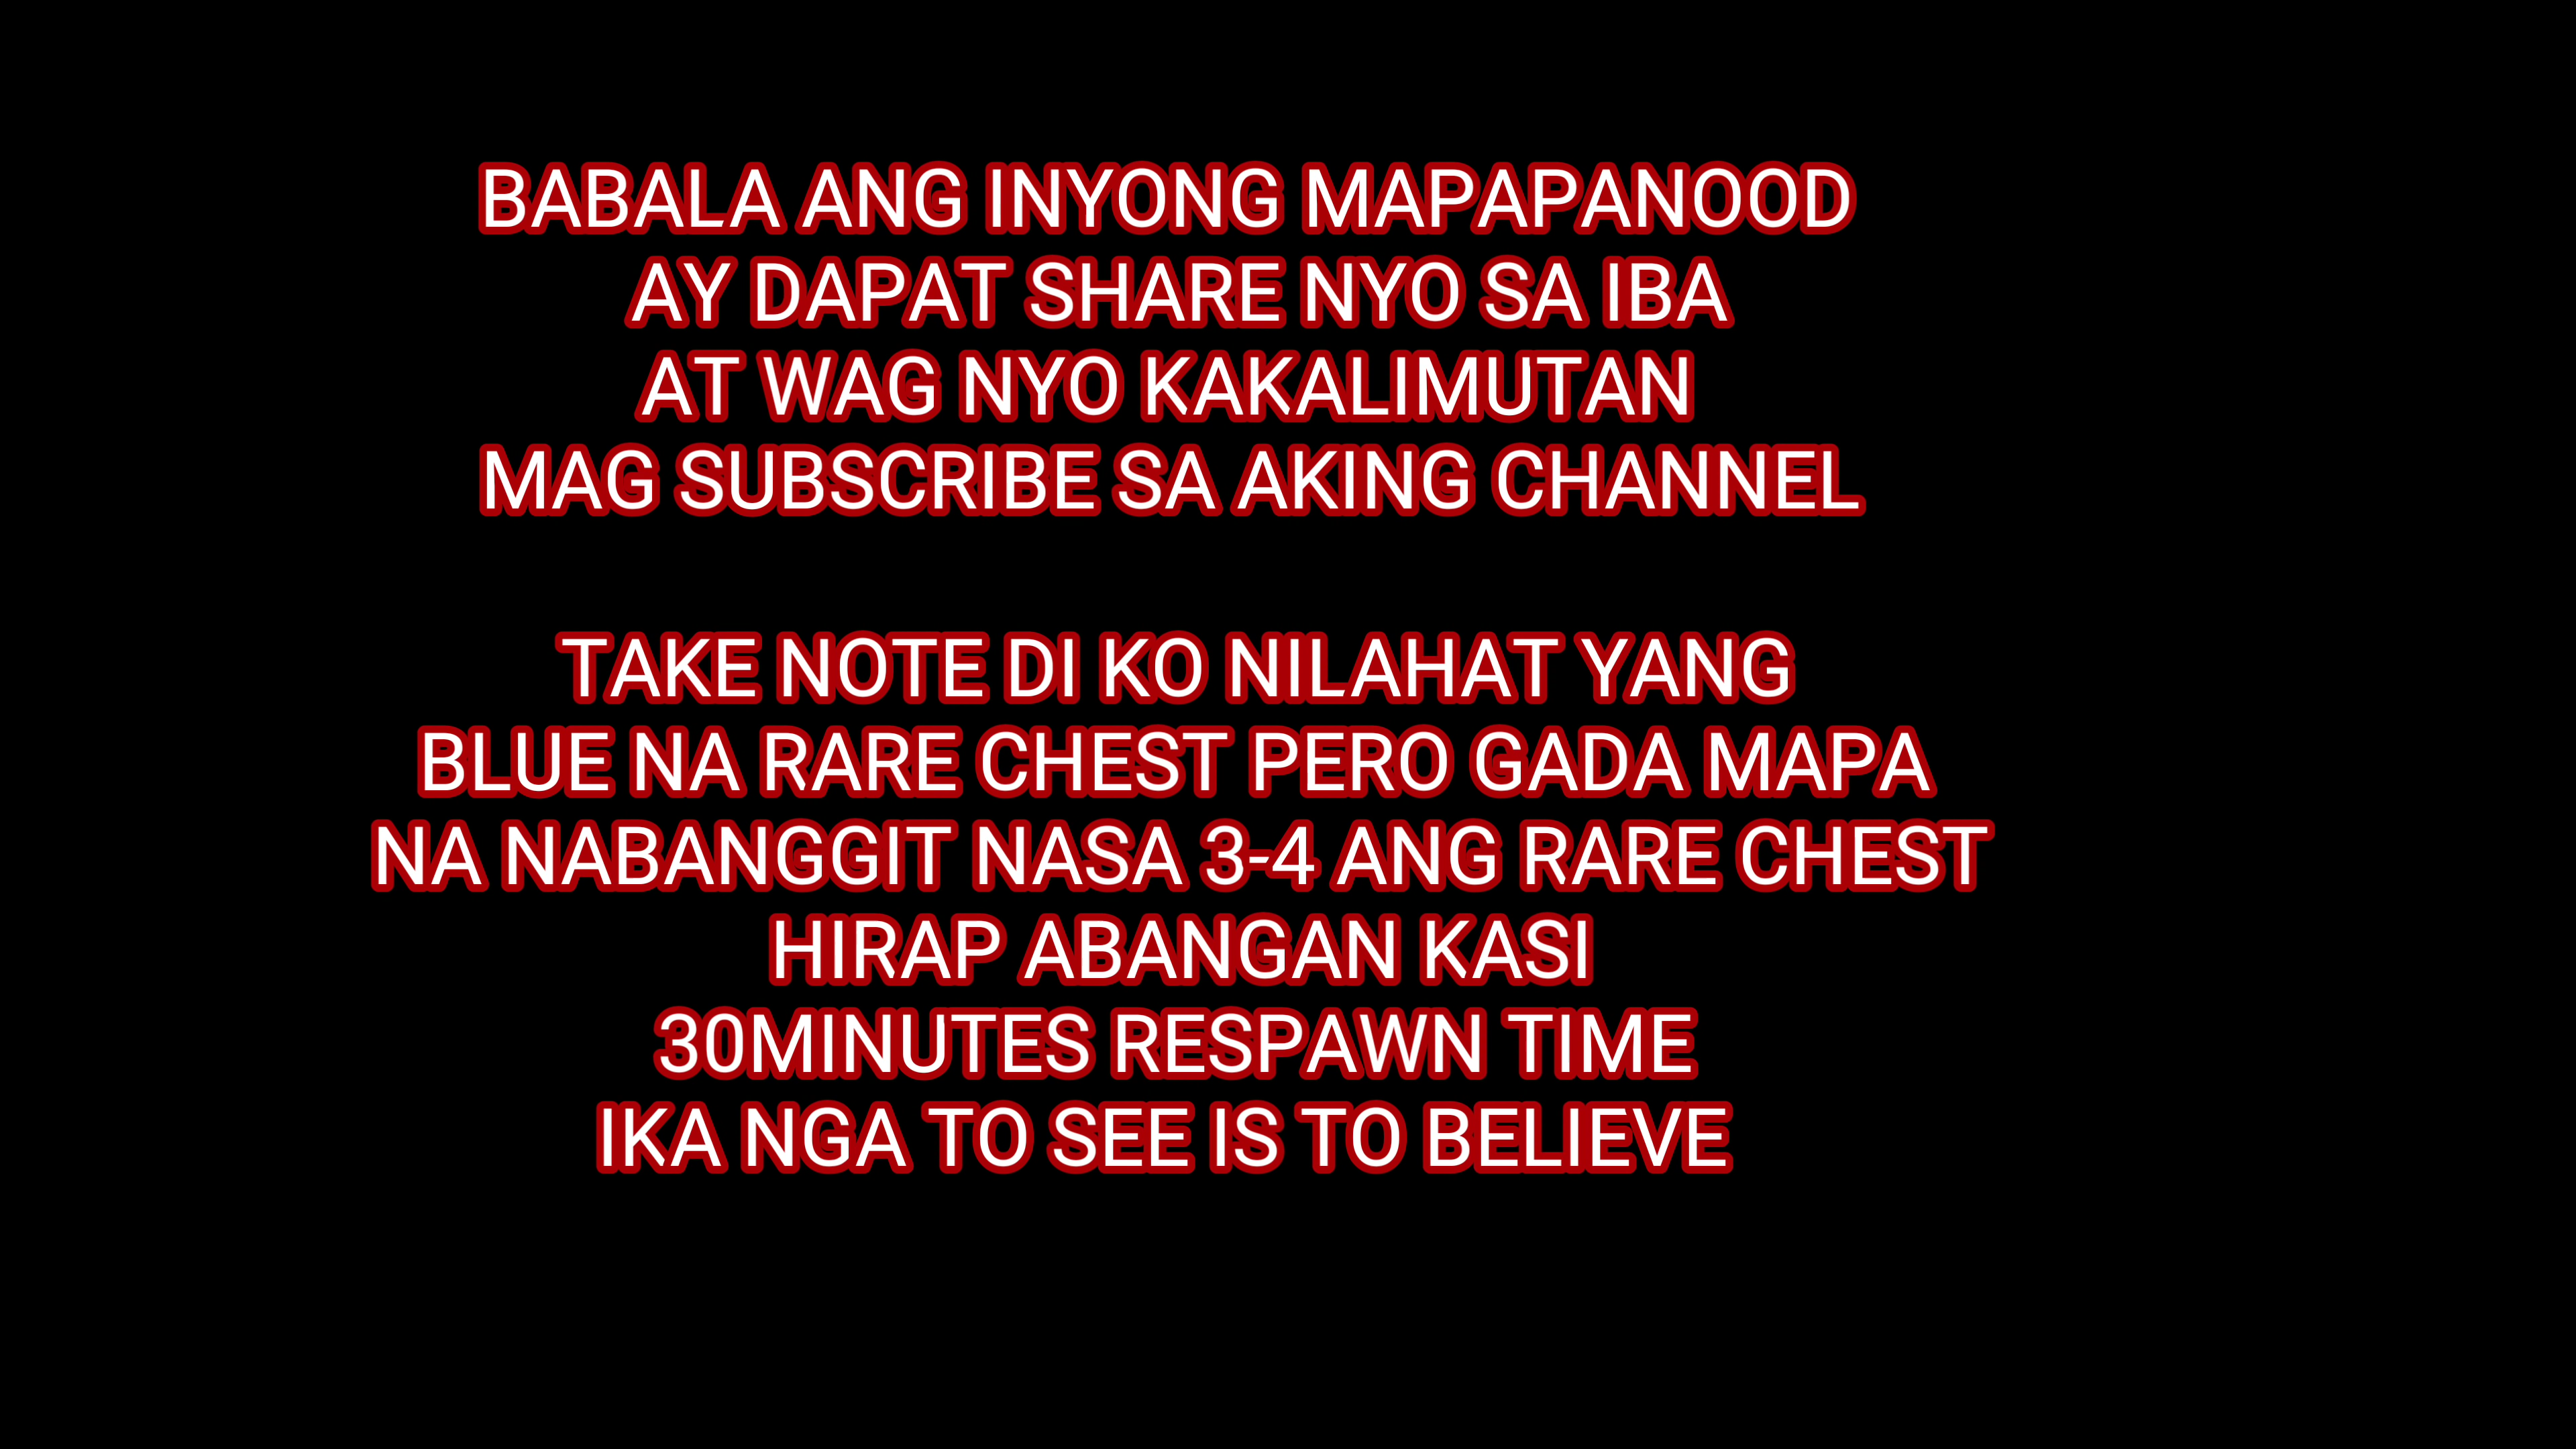 BABALA ANG INYONG MAPAPANOOD
AY DAPAT SHARE NYO SA IBA
AT WAG NYO KAKALIMUTAN
MAG SUBSCRIBE SA AKING CHANNEL
TAKE NOTE DI KO NILAHAT YANG
BLUE NA RARE CHEST PERO GADA MAPA
NA NABANGGIT NASA 3-4 ANG RARE CHEST
HIRAP ABANGAN KASI
30MINUTES RESPAWN TIME
IKA NGA TO SEE IS TO BELIEVE